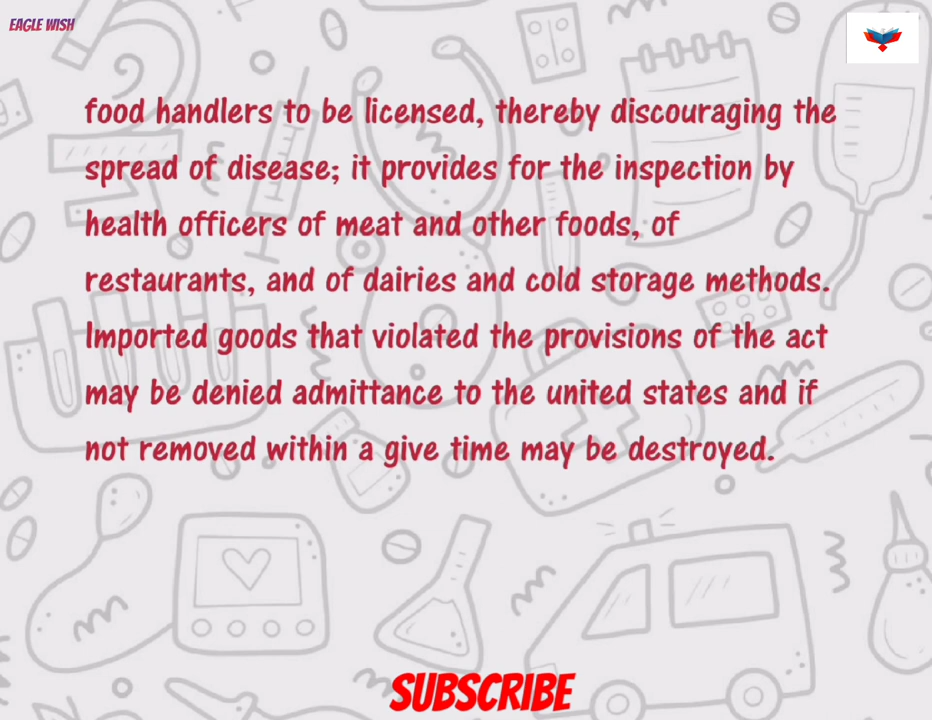 EAGLE WISH
food handlers to be licensed, thereby discouraging the
spread of disease; it provides for the inspection by
health officers of meat and other foods, of
restaurants, and of dairies and cold storage methods.
Imported goods that violated the provisions of the act
may be denied admittance to the united states and if
not removed within a give time may be destroyed.
SUBSCRIBE